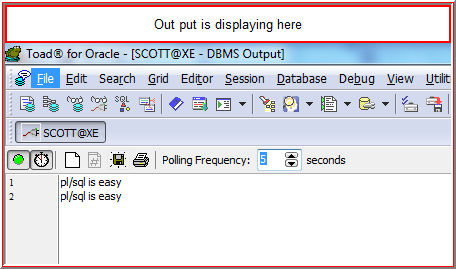 Out put is displaying here
Toad® for Oracle - [SCOTT@XE - DBMS Output]
File Edit Search Grid Editor Session Database Debug View Utilit
SQL
SCOTT@XE
Polling Frequency: 5 seconds
1 pl/sql is easy
2 pl/sql is easy